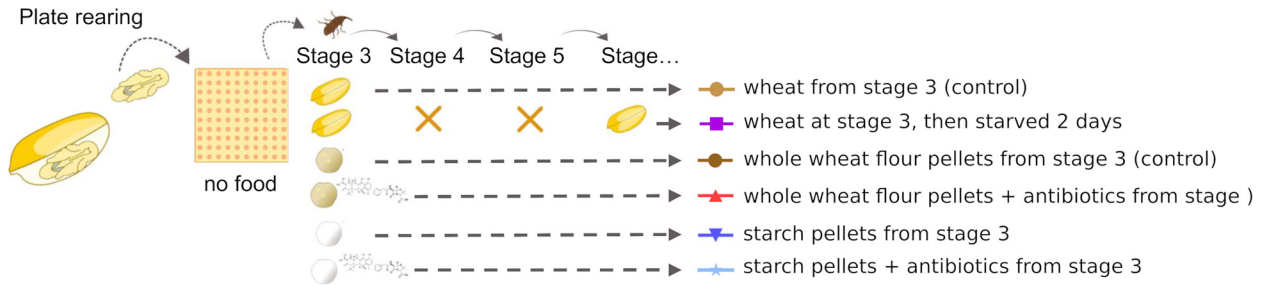 Plate rearing
no food
Stage 3 Stage 4 Stage 5 Stage...
wheat from stage 3 (control)
wheat at stage 3, then starved 2 days
whole wheat flour pellets from stage 3 (control)
whole wheat flour pellets + antibiotics from stage )
starch pellets from stage 3
starch pellets + antibiotics from stage 3